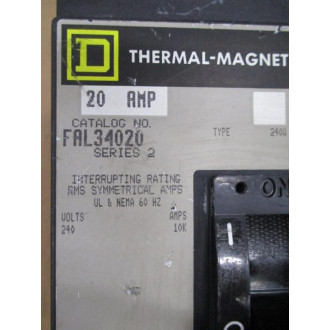 D
THERMAL-MAGNET
20 AMP
CATALOG NO.
FAL34020
SERIES 2
TYPE
240V
INTERRUPTING RATING
RMS SYMMETRICAL AMPS
UL & NEMA 60 HZ
VOLTS AMPS
240 10K
ON